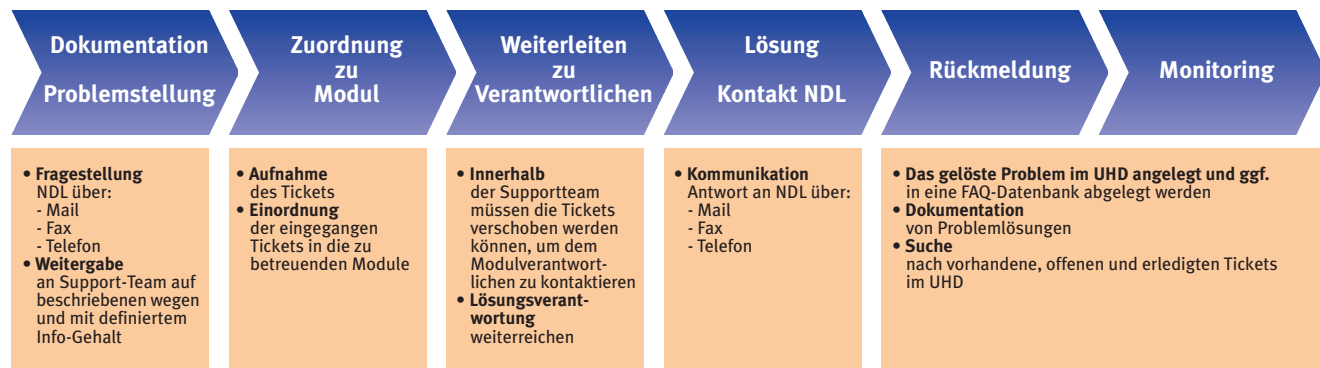 Dokumentation
Problemstellung
Zuordnung
zu
Modul
Weiterleiten
zu
Verantwortlichen
Lösung
Kontakt NDL
Rückmeldung
Monitoring
• Fragestellung
NDL über:
- Mail
- Fax
- Telefon
• Weitergabe
an Support-Team auf
beschriebenen wegen
und mit definiertem
Info-Gehalt
• Aufnahme
des Tickets
• Einordnung
der eingegangen
Tickets in die zu
betreuenden Module
• Innerhalb
der Supportteam
müssen die Tickets
verschoben werden
können, um dem
Modulverantwort-
lichen zu kontaktieren
• Lösungsverant-
wortung
weiterreichen
• Kommunikation
Antwort an NDL über:
- Mail
- Fax
- Telefon
• Das gelöste Problem im UHD angelegt und ggf.
in eine FAQ-Datenbank abgelegt werden
• Dokumentation
von Problemlösungen
• Suche
nach vorhandene, offenen und erledigten Tickets
im UHD